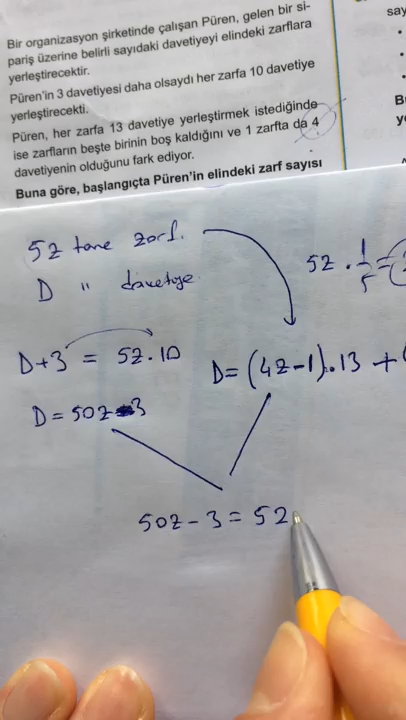 Bir organizasyon şirketinde çalışan Püren, gelen bir si-
pariş üzerine belirli sayıdaki davetiyeyi elindeki zarflara
yerleştirecektir.
Püren'in 3 davetiyesi daha olsaydı her zarfa 10 davetiye
yerleştirecekti.
Püren, her zarfa 13 davetiye yerleştirmek istediğinde
ise zarfların beşte birinin boş kaldığını ve 1 zarfta da 4
davetiyenin olduğunu fark ediyor.
Buna göre, başlangıçta Püren'in elindeki zarf sayısı
say
5z tane zarf.
D " davetiye
5z . 1/5 =
D+3 = 5z.10
D = (4z-1).13 +
D = 50z-3
50z - 3 = 52